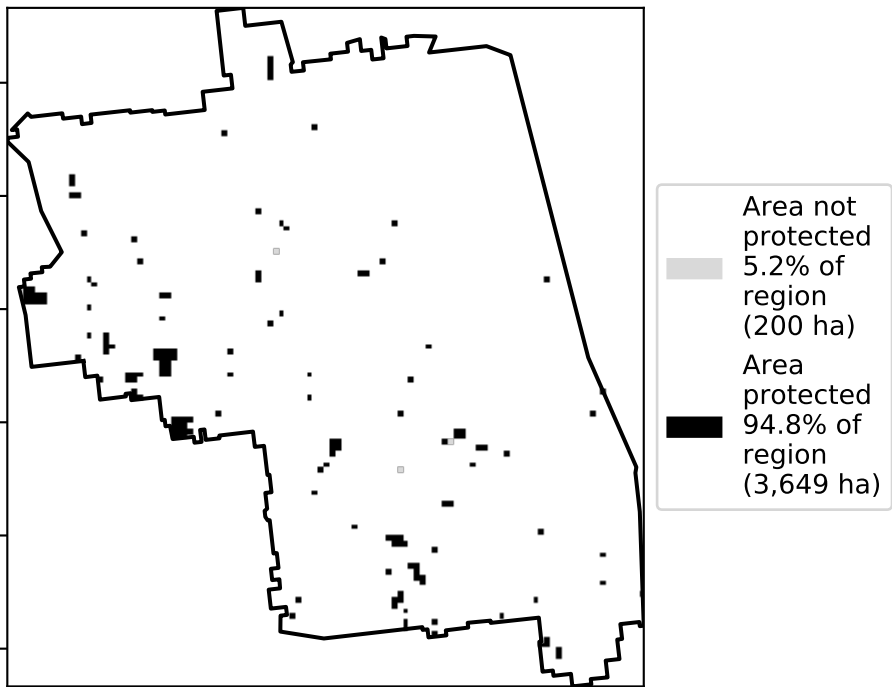 Area not
protected
5.2% of
region
(200 ha)
Area
protected
94.8% of
region
(3,649 ha)